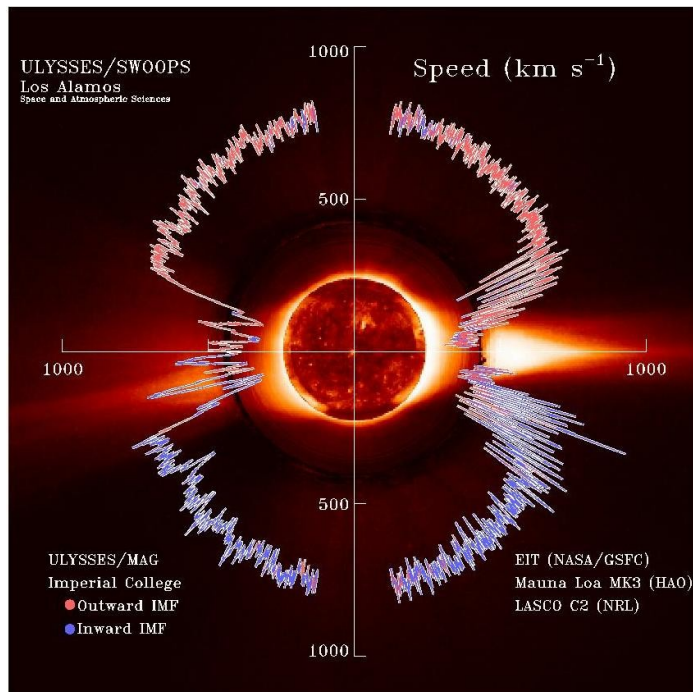 ULYSSES/SWOOPS
Los Alamos
Space and Atmospheric Sciences
1000
Speed (km s⁻¹)
500
1000
1000
500
ULYSSES/MAG
Imperial College
Outward IMF
Inward IMF
EIT (NASA/GSFC)
Mauna Loa MK3 (HAO)
LASCO C2 (NRL)
1000